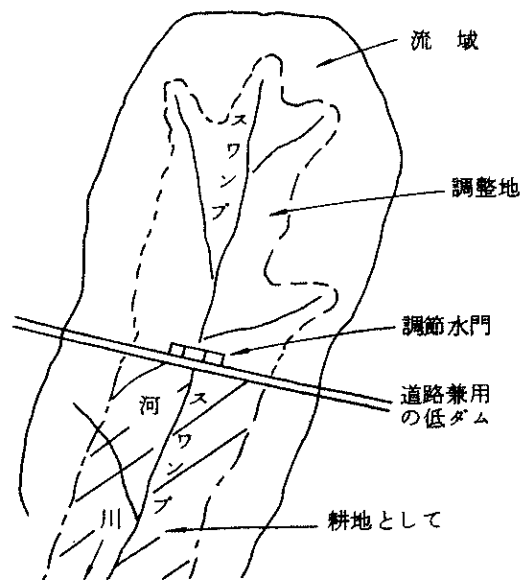 流域
スワンプ
調整地
調節水門
道路兼用
の低ダム
河
スワンプ
川
耕地として